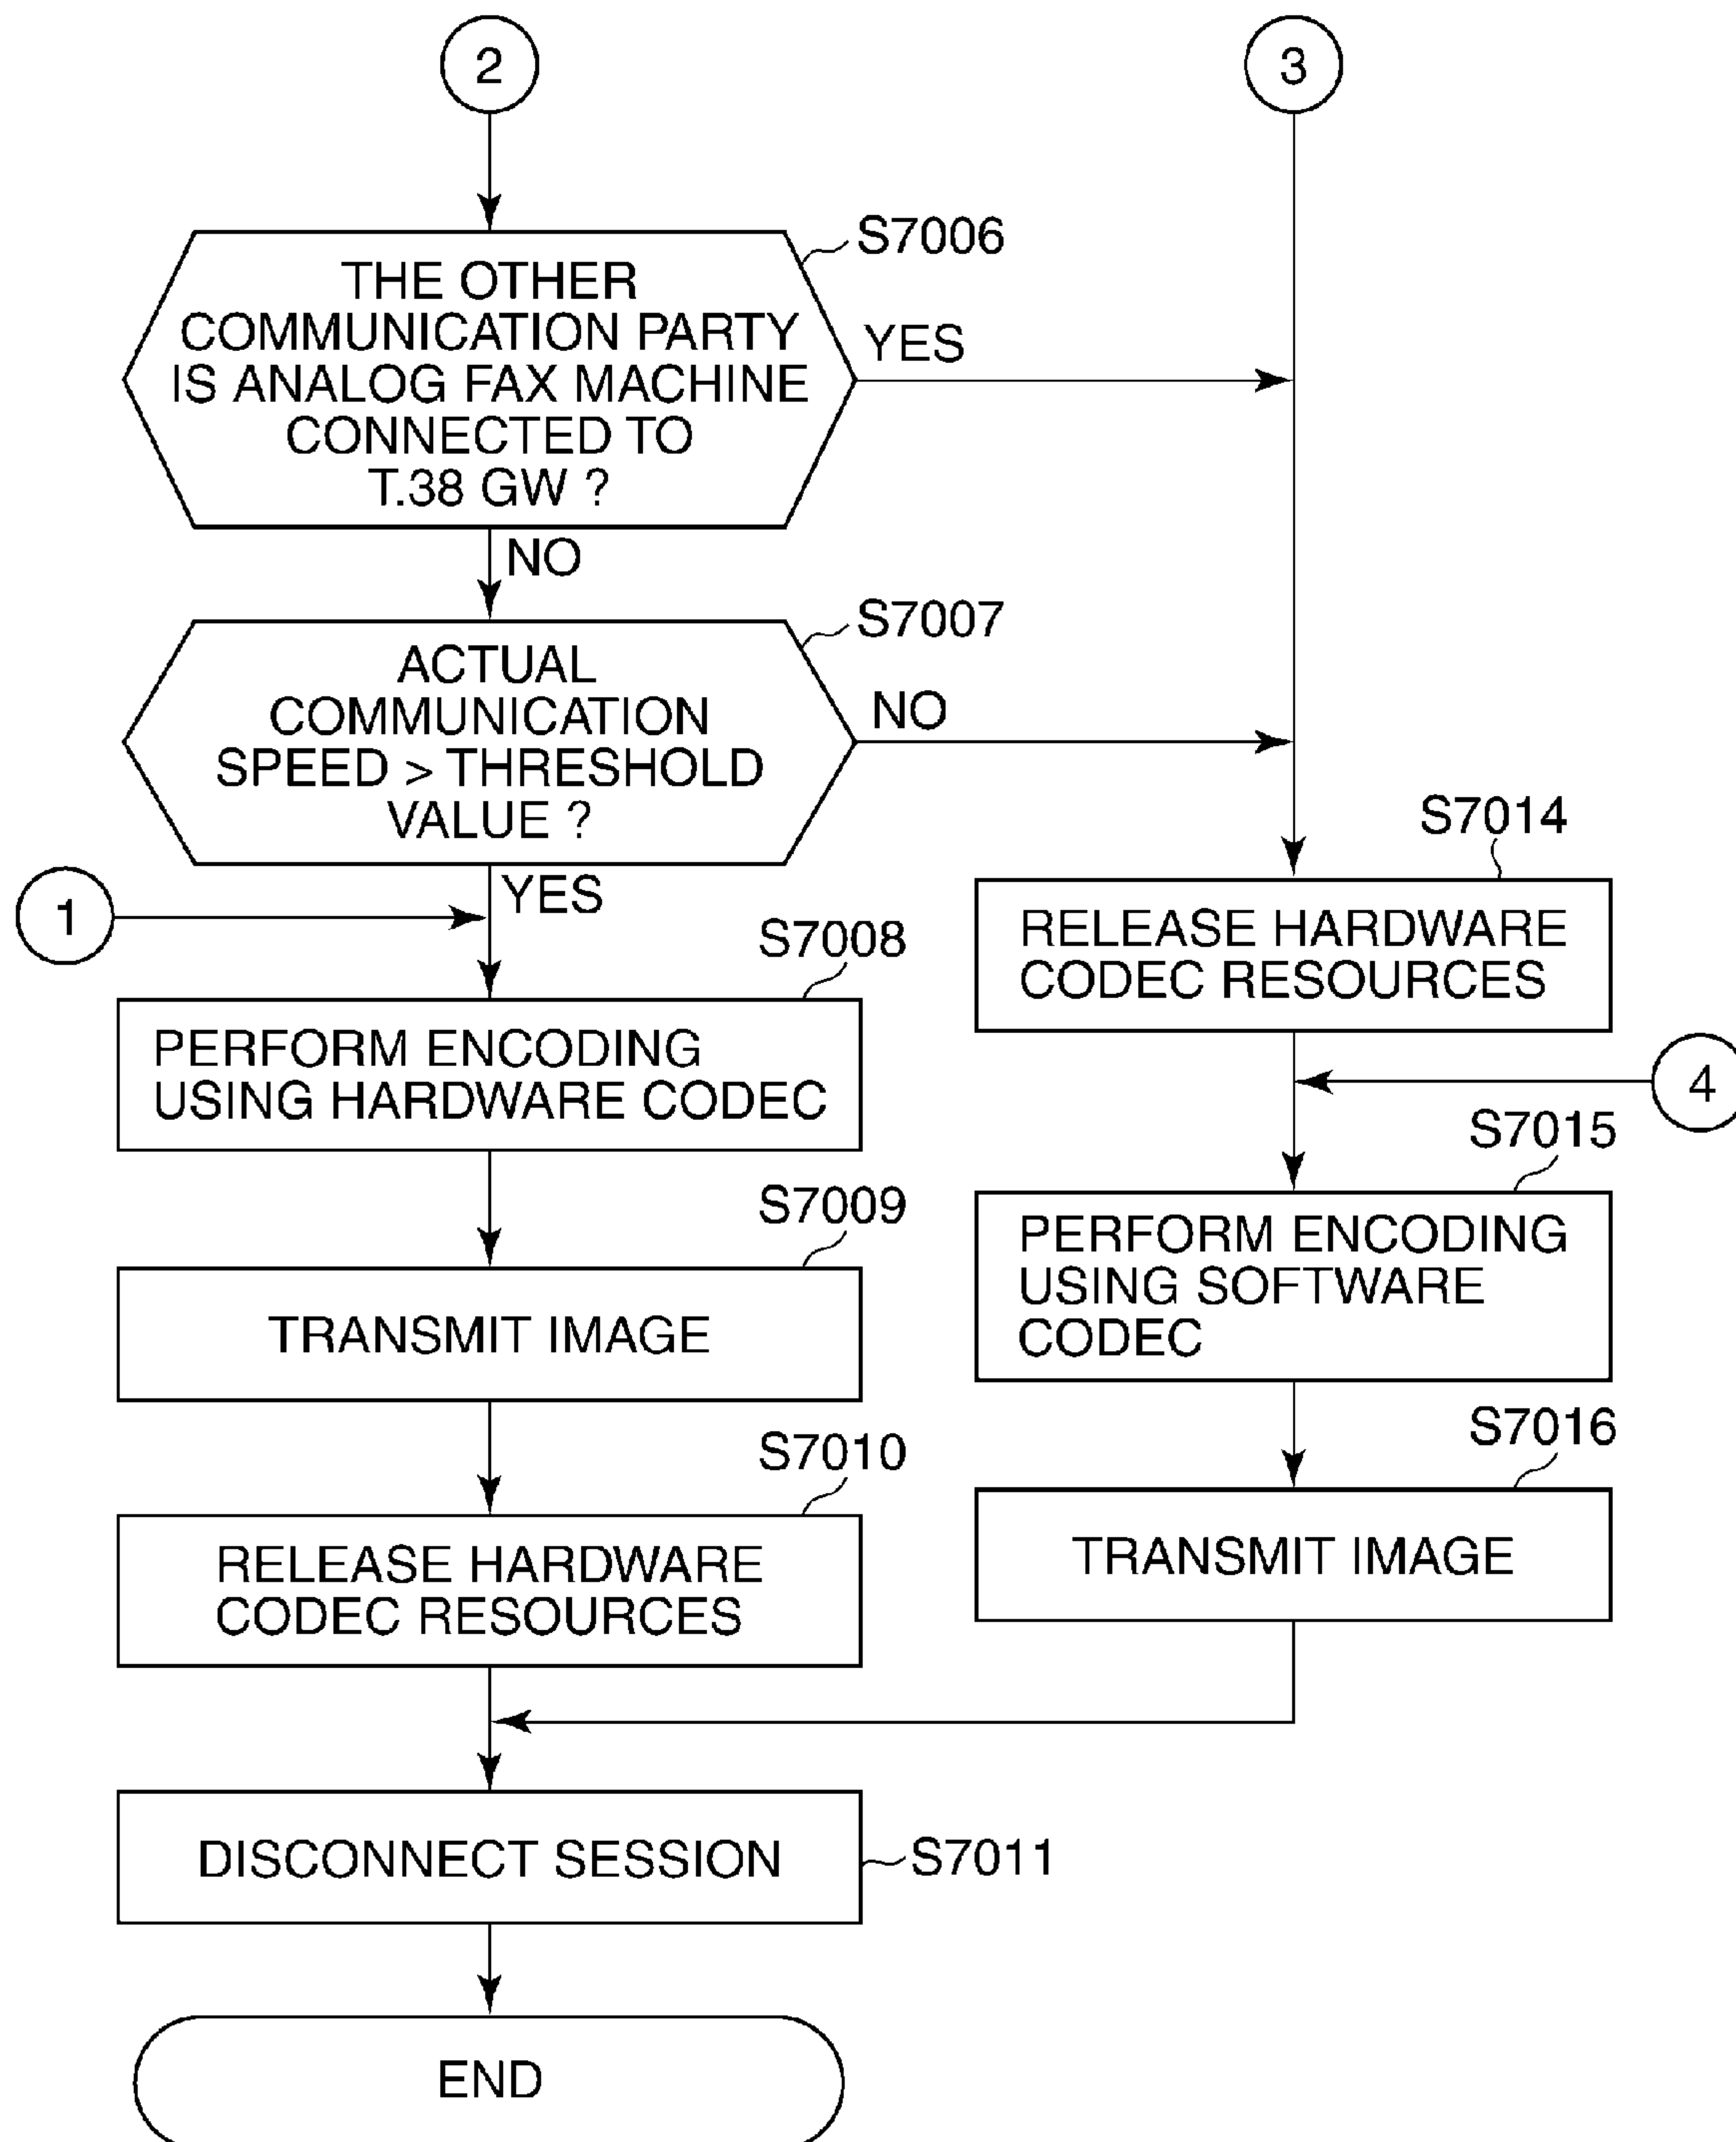 2
3
S7006
THE OTHER
COMMUNICATION PARTY
IS ANALOG FAX MACHINE
CONNECTED TO
T.38 GW ?
YES
NO
S7007
ACTUAL
COMMUNICATION
SPEED > THRESHOLD
VALUE ?
NO
YES
1
S7008
PERFORM ENCODING
USING HARDWARE CODEC
S7009
TRANSMIT IMAGE
S7010
RELEASE HARDWARE
CODEC RESOURCES
S7014
RELEASE HARDWARE
CODEC RESOURCES
4
S7015
PERFORM ENCODING
USING SOFTWARE
CODEC
S7016
TRANSMIT IMAGE
DISCONNECT SESSION
S7011
END